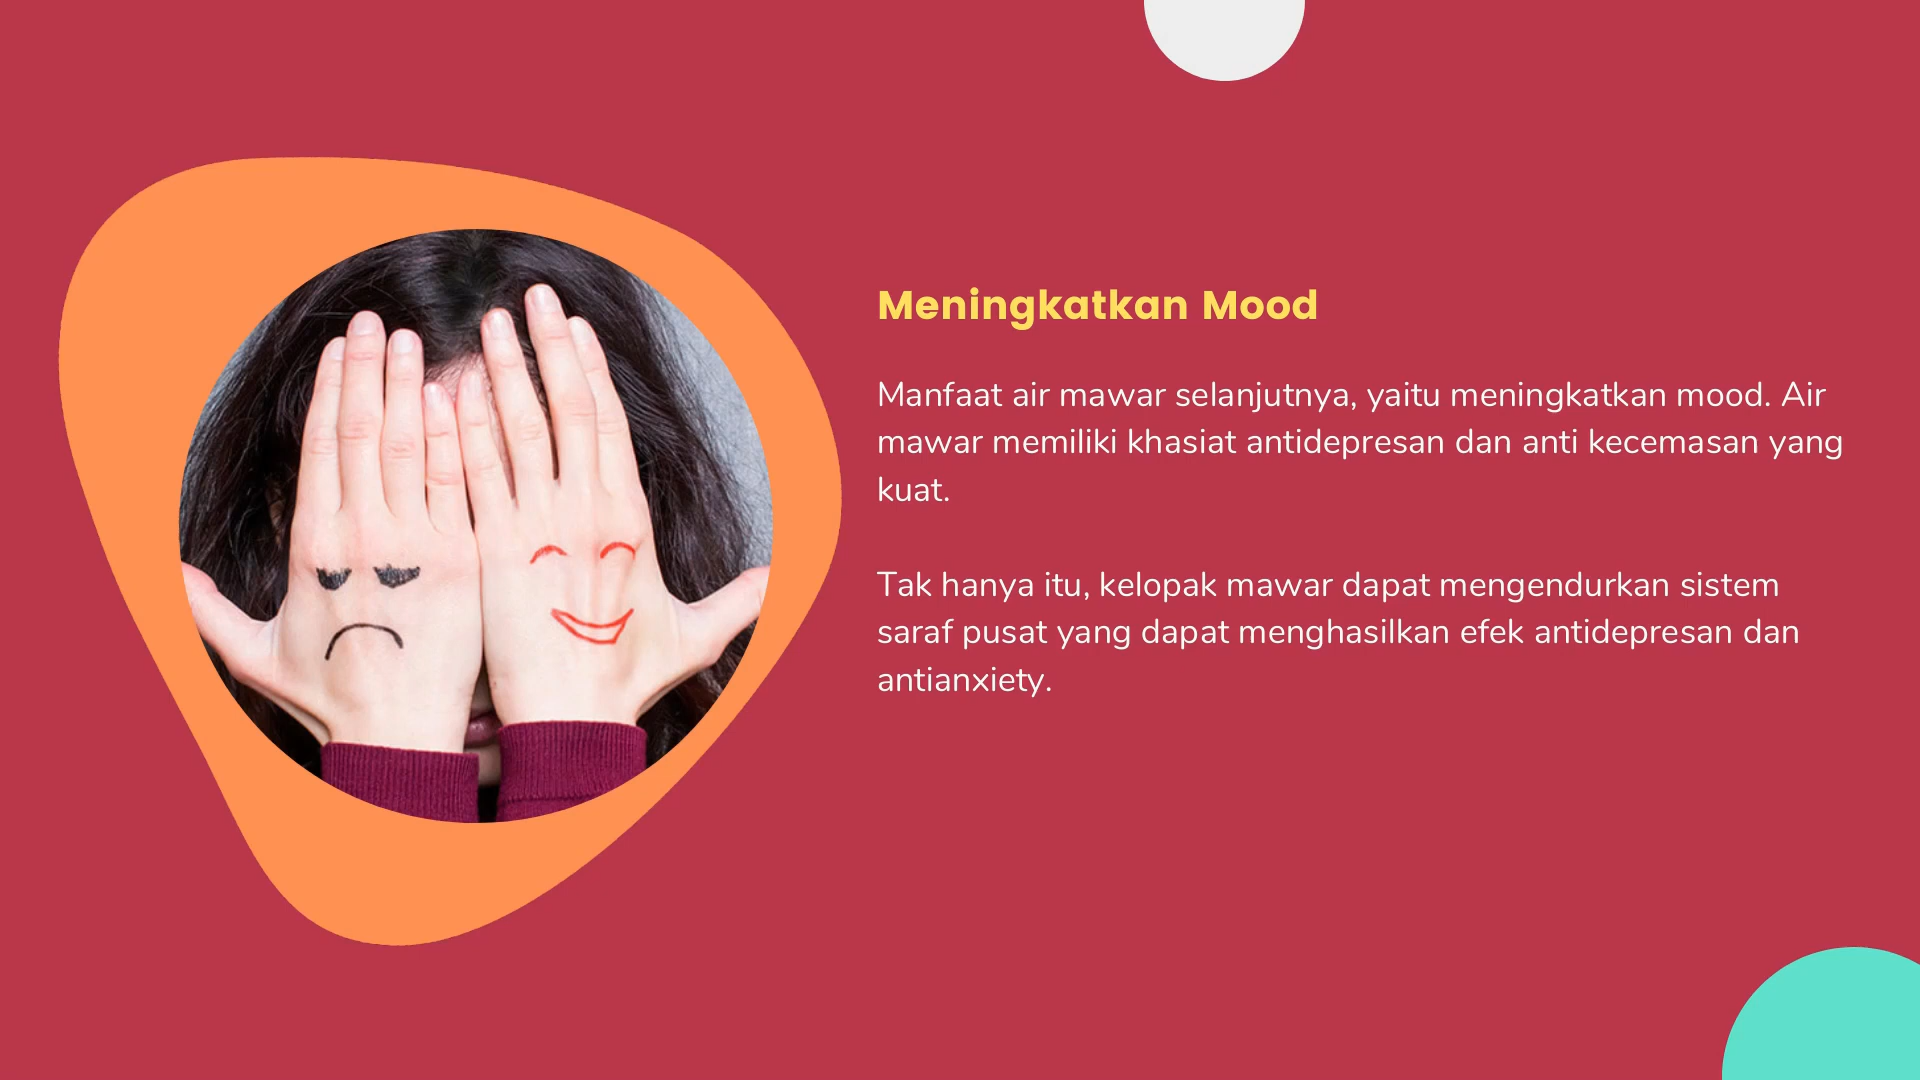 Meningkatkan Mood
Manfaat air mawar selanjutnya, yaitu meningkatkan mood. Air
mawar memiliki khasiat antidepresan dan anti kecemasan yang
kuat.
Tak hanya itu, kelopak mawar dapat mengendurkan sistem
saraf pusat yang dapat menghasilkan efek antidepresan dan
antianxiety.